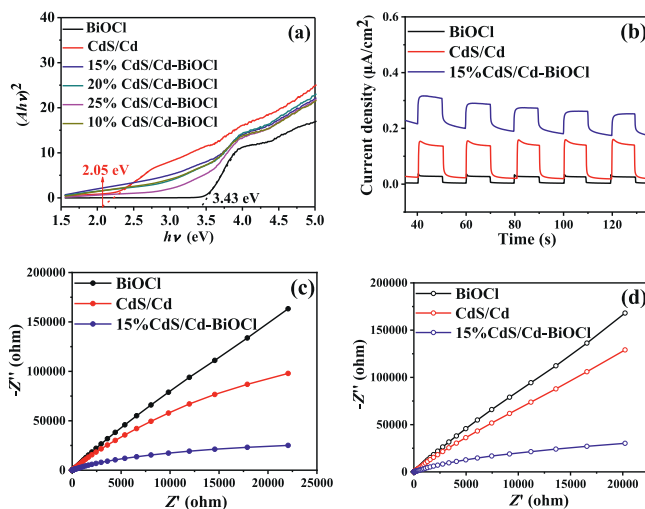 (a)
BiOCl
CdS/Cd
15% CdS/Cd-BiOCl
20% CdS/Cd-BiOCl
25% CdS/Cd-BiOCl
10% CdS/Cd-BiOCl
2.05 eV
3.43 eV
(Ahν)²
40
30
20
10
0
1.5 2.0 2.5 3.0 3.5 4.0 4.5 5.0
hν (eV)
(b)
BiOCl
CdS/Cd
15%CdS/Cd-BiOCl
Current density (μA/cm²)
0.6
0.4
0.2
0.0
40 60 80 100 120
Time (s)
(c)
BiOCl
CdS/Cd
15%CdS/Cd-BiOCl
-Z'' (ohm)
200000
150000
100000
50000
0
0 5000 10000 15000 20000 25000
Z' (ohm)
(d)
BiOCl
CdS/Cd
15%CdS/Cd-BiOCl
-Z'' (ohm)
200000
150000
100000
50000
0
0 5000 10000 15000 20000
Z' (ohm)